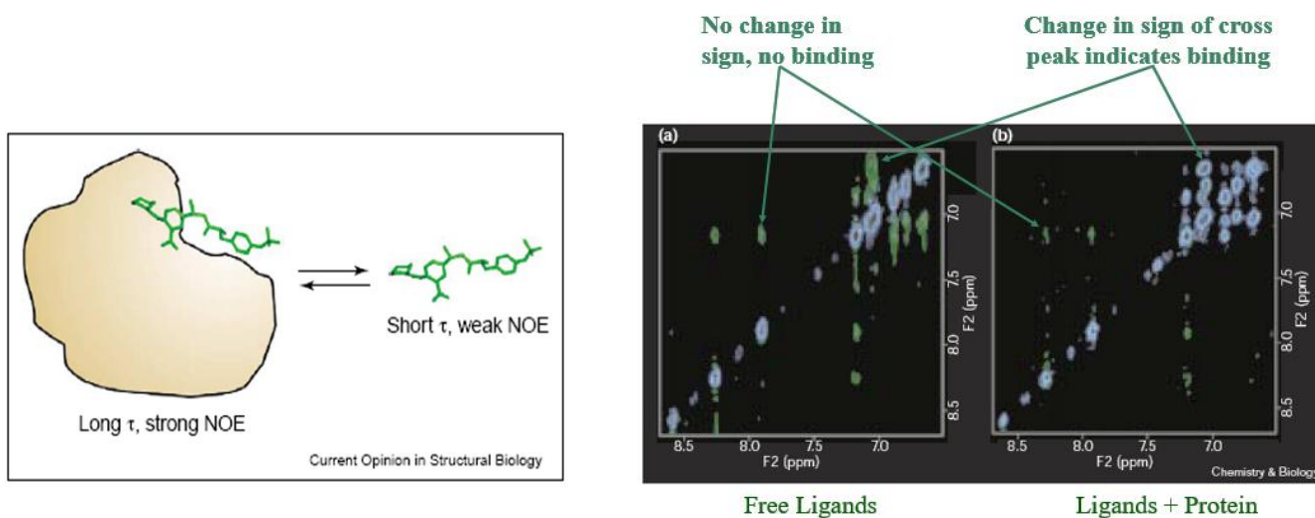 No change in
sign, no binding
Change in sign of cross
peak indicates binding
Short τ, weak NOE
Long τ, strong NOE
Current Opinion in Structural Biology
(a)
7.0
7.5
8.0
8.5
F2 (ppm)
8.5 8.0 7.5 7.0
F2 (ppm)
(b)
7.0
7.5
8.0
8.5
F2 (ppm)
8.5 8.0 7.5 7.0
F2 (ppm)
Chemistry & Biology
Free Ligands
Ligands + Protein